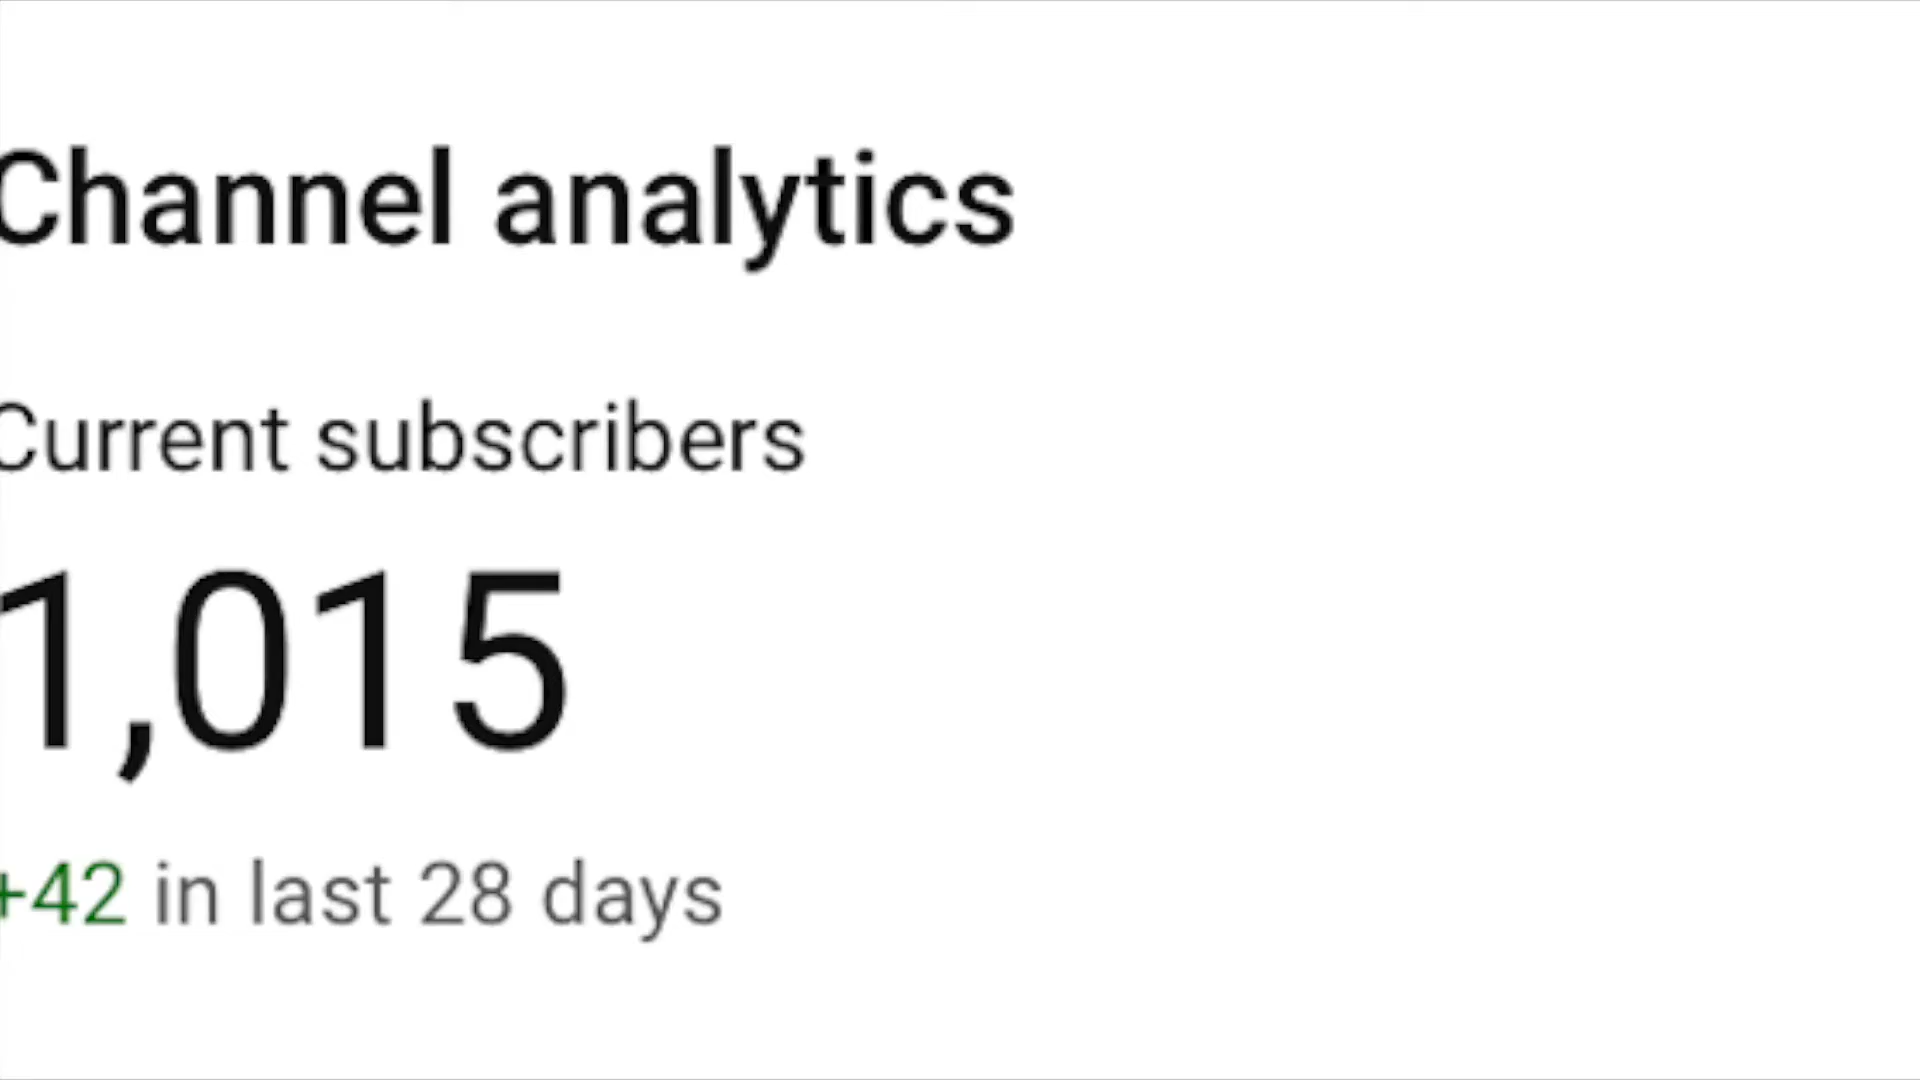 Channel analytics
Current subscribers
1,015
+42 in last 28 days